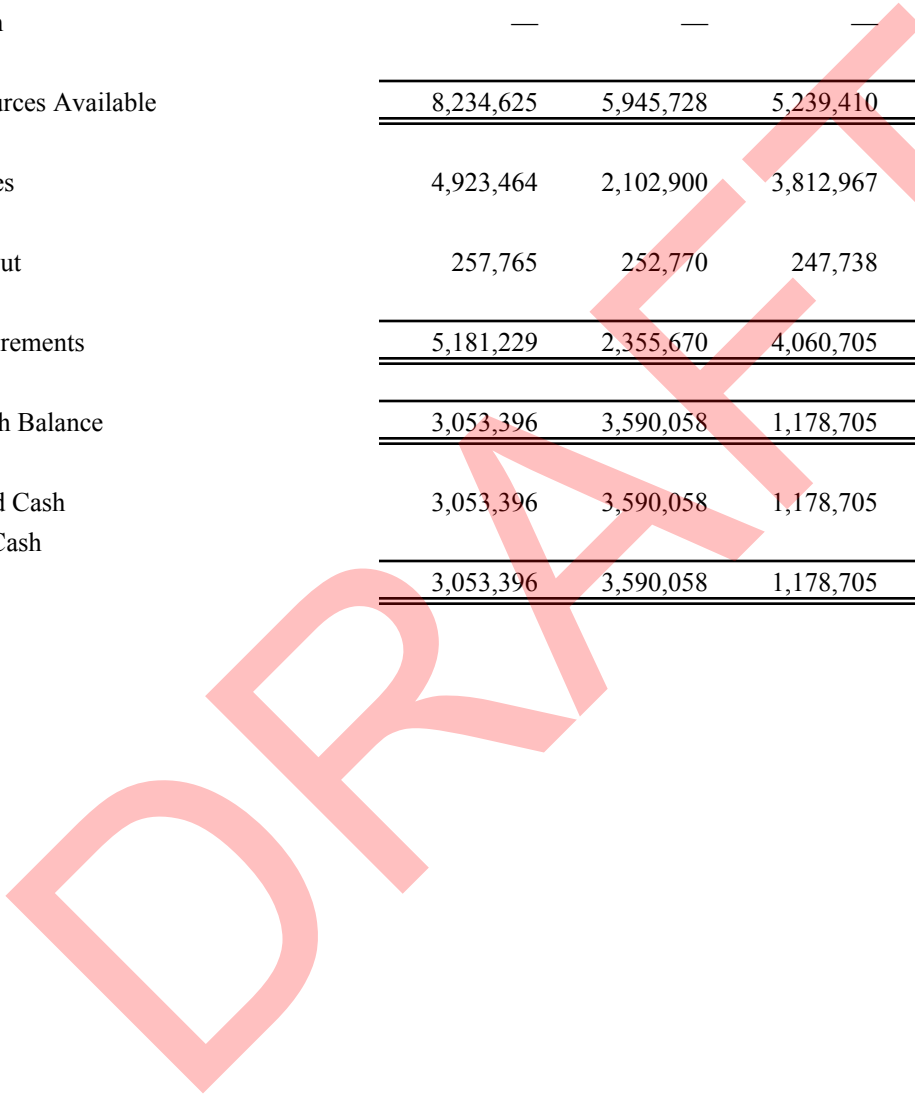 — — —
urces Available 8,234,625 5,945,728 5,239,410
es 4,923,464 2,102,900 3,812,967
ut 257,765 252,770 247,738
rements 5,181,229 2,355,670 4,060,705
h Balance 3,053,396 3,590,058 1,178,705
d Cash 3,053,396 3,590,058 1,178,705
Cash
3,053,396 3,590,058 1,178,705
DRAFT